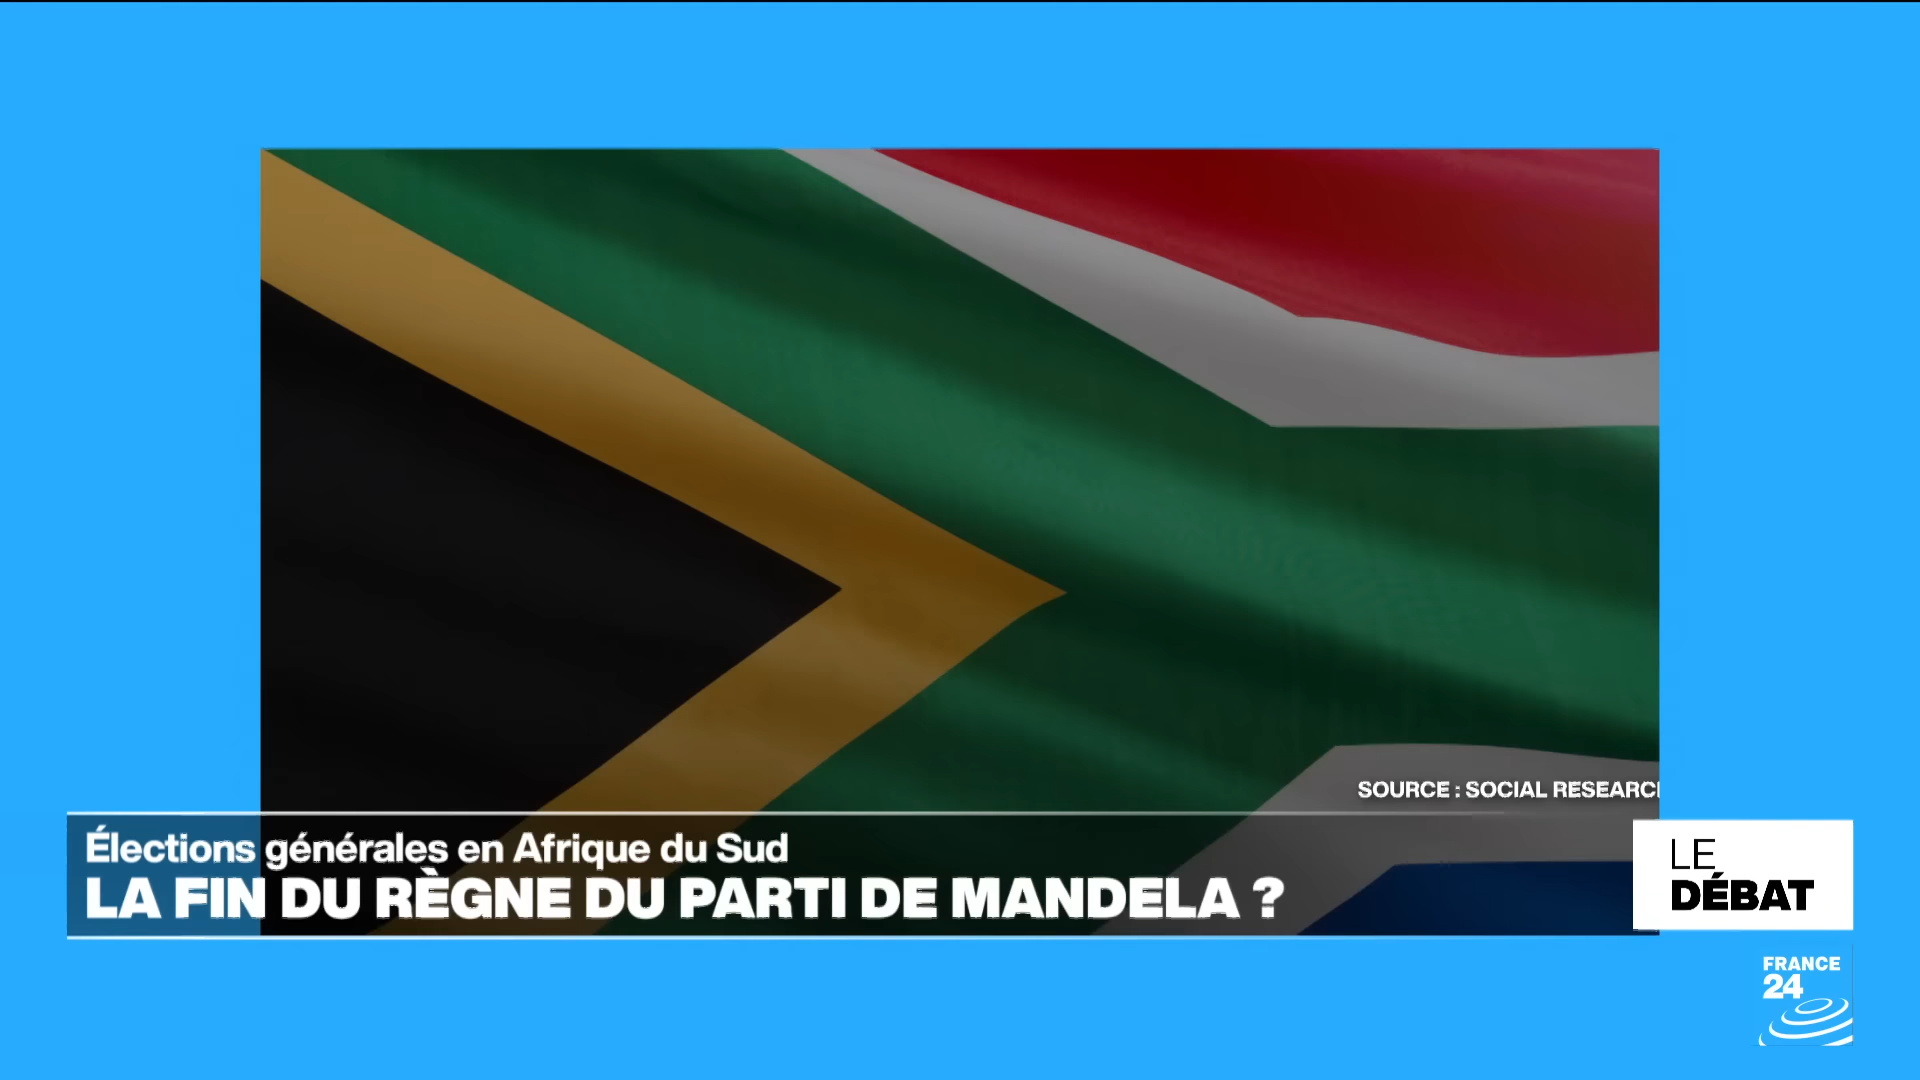 SOURCE : SOCIAL RESEARC
Élections générales en Afrique du Sud
LA FIN DU RÈGNE DU PARTI DE MANDELA ?
LE
DÉBAT
FRANCE
24